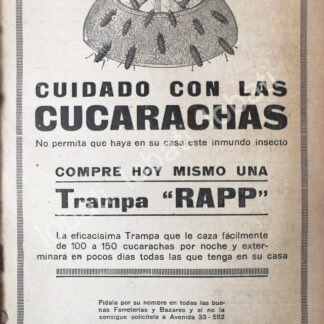 CUIDADO CON LAS
CUCARACHAS
No permita que haya en su casa este inmundo insecto
COMPRE HOY MISMO UNA
Trampa "RAPP"
La eficacísima Trampa que le caza fácilmente
de 100 a 150 cucarachas por noche y exter-
minará en pocos días todas las que tenga en su casa
Pídala por su nombre en todas las bue-
nas Ferreterías y Bazares y si no la
consigue solicítela a Avenida 33 - 5112